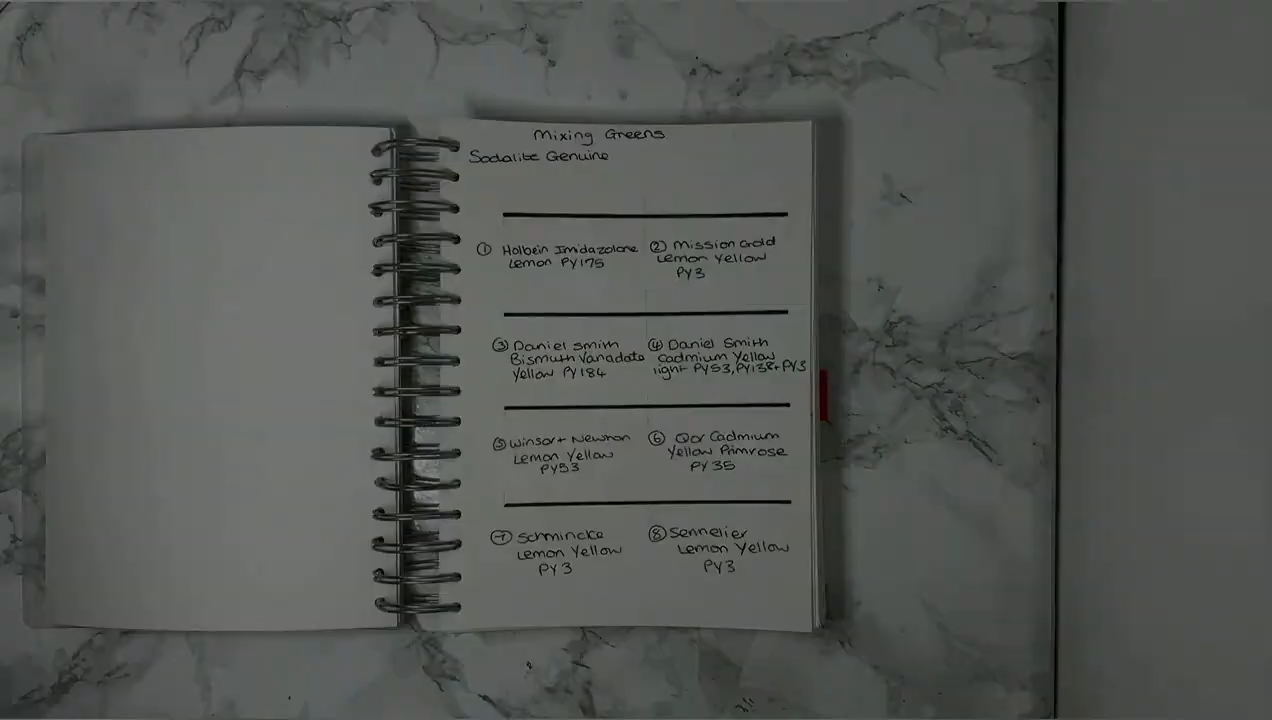 Mixing Greens
Sodalite Genuine
① Holbein Imidazolone
Lemon PY175
② Mission Gold
Lemon Yellow
PY3
③ Daniel Smith
Bismuth Vanadate
Yellow PY184
④ Daniel Smith
Cadmium Yellow
light PY53, PY138+PY3
⑤ Winsor + Newton
Lemon Yellow
PY53
⑥ Qor Cadmium
Yellow Primrose
PY35
⑦ Schmincke
Lemon Yellow
PY3
⑧ Sennelier
Lemon Yellow
PY3